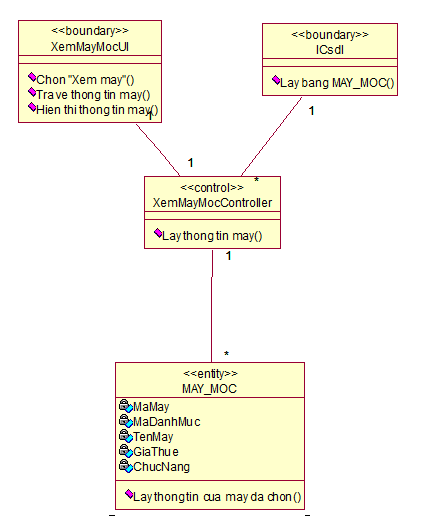 <<boundary>>
XemMayMocUI
Chon "Xem may"()
Tra ve thong tin may()
Hien thi thong tin may()
<<boundary>>
ICsdl
Lay bang MAY_MOC()
1
1
1
*
<<control>>
XemMayMocController
Lay thong tin may()
1
*
<<entity>>
MAY_MOC
MaMay
MaDanhMuc
TenMay
GiaThue
ChucNang
Lay thong tin cua may da chon()